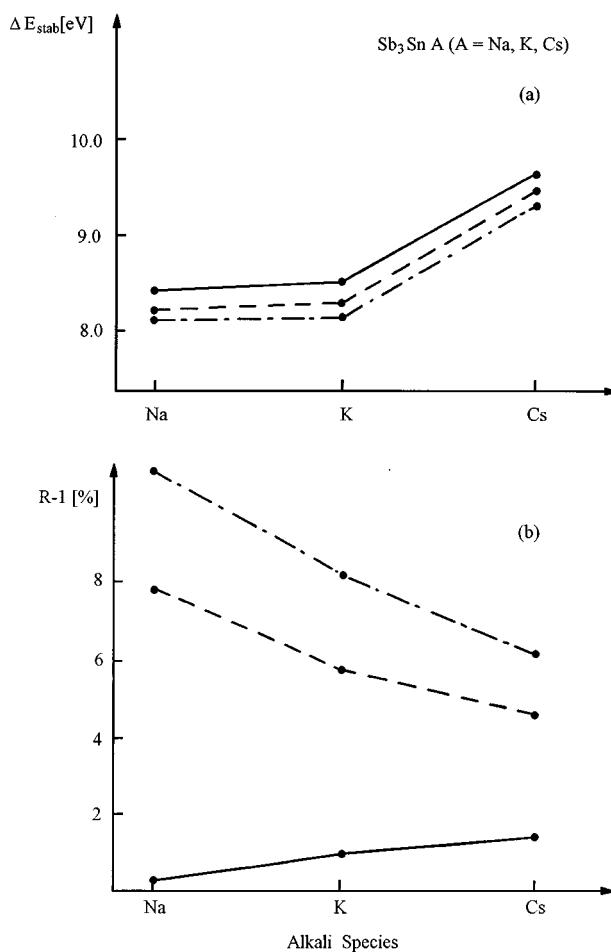 Δ E_stab[eV]
Sb₃Sn A (A = Na, K, Cs)
(a)
10.0
9.0
8.0
Na K Cs
R-1 [%]
(b)
8
6
4
2
Na K Cs
Alkali Species